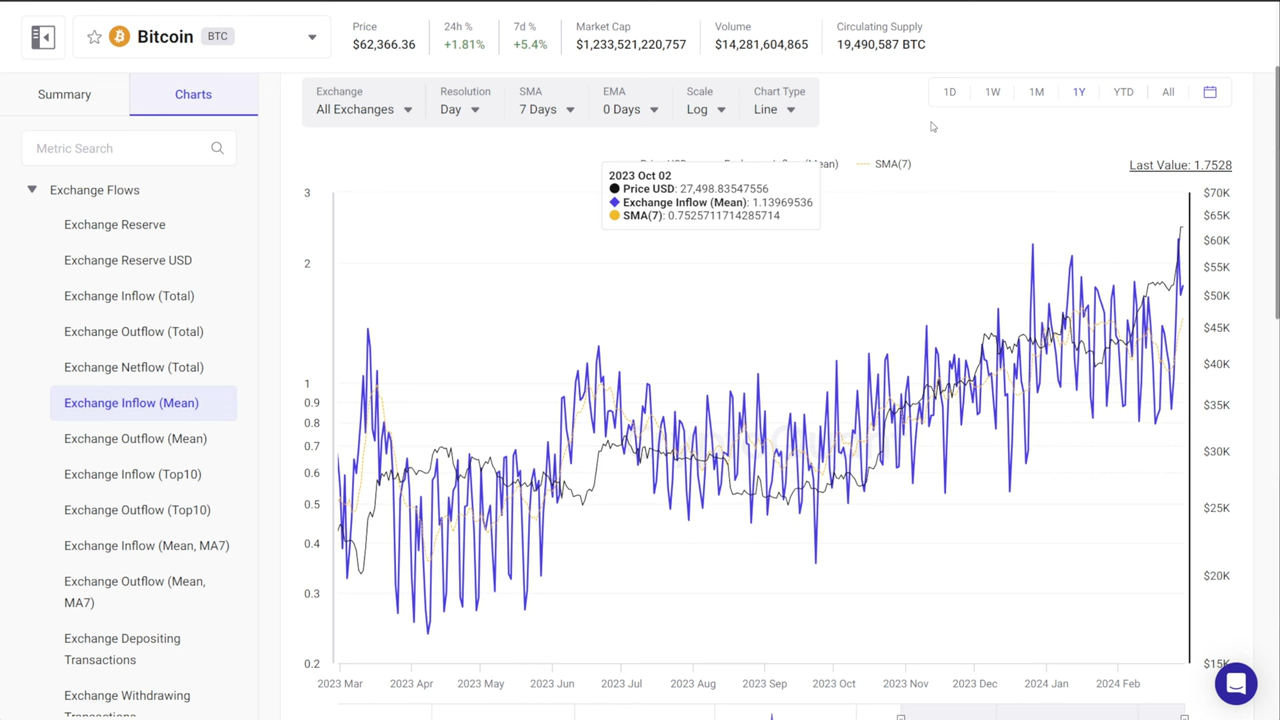 Bitcoin BTC
Price
$62,366.36
24h %
+1.81%
7d %
+5.4%
Market Cap
$1,233,521,220,757
Volume
$14,281,604,865
Circulating Supply
19,490,587 BTC
Summary
Charts
Metric Search
Exchange Flows
Exchange Reserve
Exchange Reserve USD
Exchange Inflow (Total)
Exchange Outflow (Total)
Exchange Netflow (Total)
Exchange Inflow (Mean)
Exchange Outflow (Mean)
Exchange Inflow (Top10)
Exchange Outflow (Top10)
Exchange Inflow (Mean, MA7)
Exchange Outflow (Mean,
MA7)
Exchange Depositing
Transactions
Exchange Withdrawing
Exchange
All Exchanges
Resolution
Day
SMA
7 Days
EMA
0 Days
Scale
Log
Chart Type
Line
1D 1W 1M 1Y YTD All
SMA(7)
Last Value: 1.7528
2023 Oct 02
Price USD: 27,498.83547556
Exchange Inflow (Mean): 1.13969536
SMA(7): 0.7525711714285714
3
2
1
0.9
0.8
0.7
0.6
0.5
0.4
0.3
0.2
$70K
$65K
$60K
$55K
$50K
$45K
$40K
$35K
$30K
$25K
$20K
$15K
2023 Mar 2023 Apr 2023 May 2023 Jun 2023 Jul 2023 Aug 2023 Sep 2023 Oct 2023 Nov 2023 Dec 2024 Jan 2024 Feb